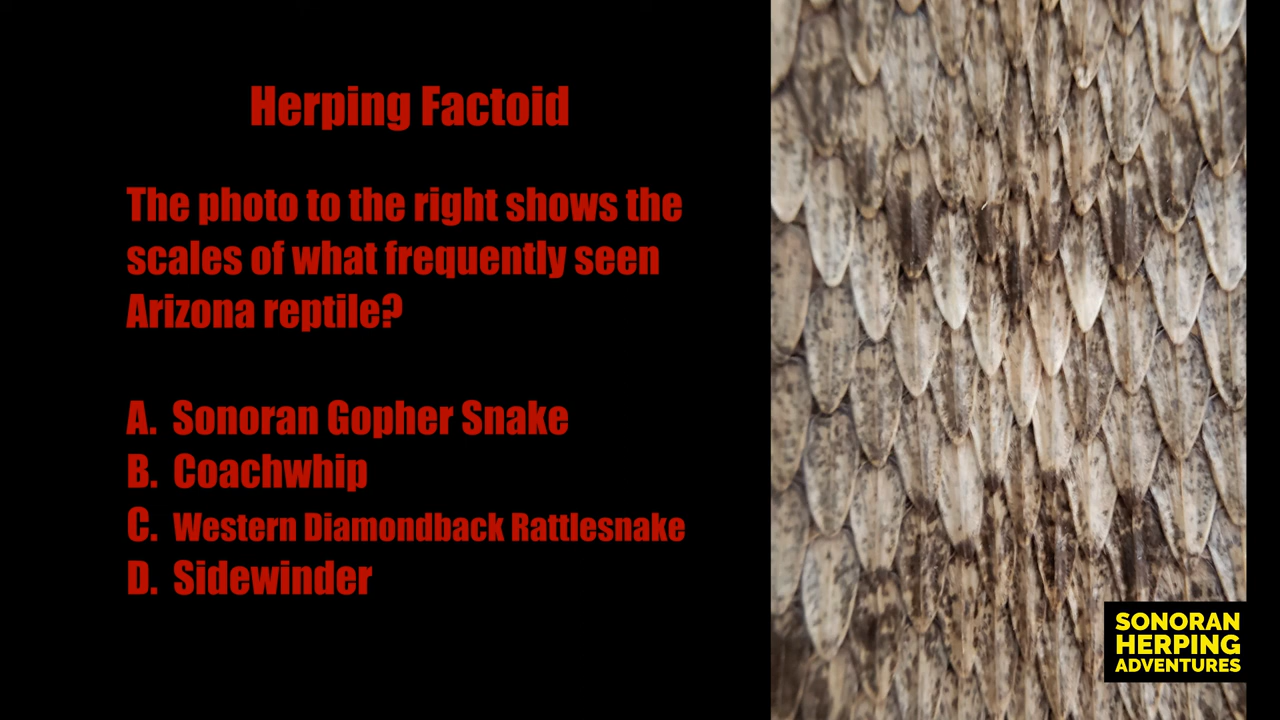 Herping Factoid
The photo to the right shows the
scales of what frequently seen
Arizona reptile?
A. Sonoran Gopher Snake
B. Coachwhip
C. Western Diamondback Rattlesnake
D. Sidewinder
SONORAN
HERPING
ADVENTURES